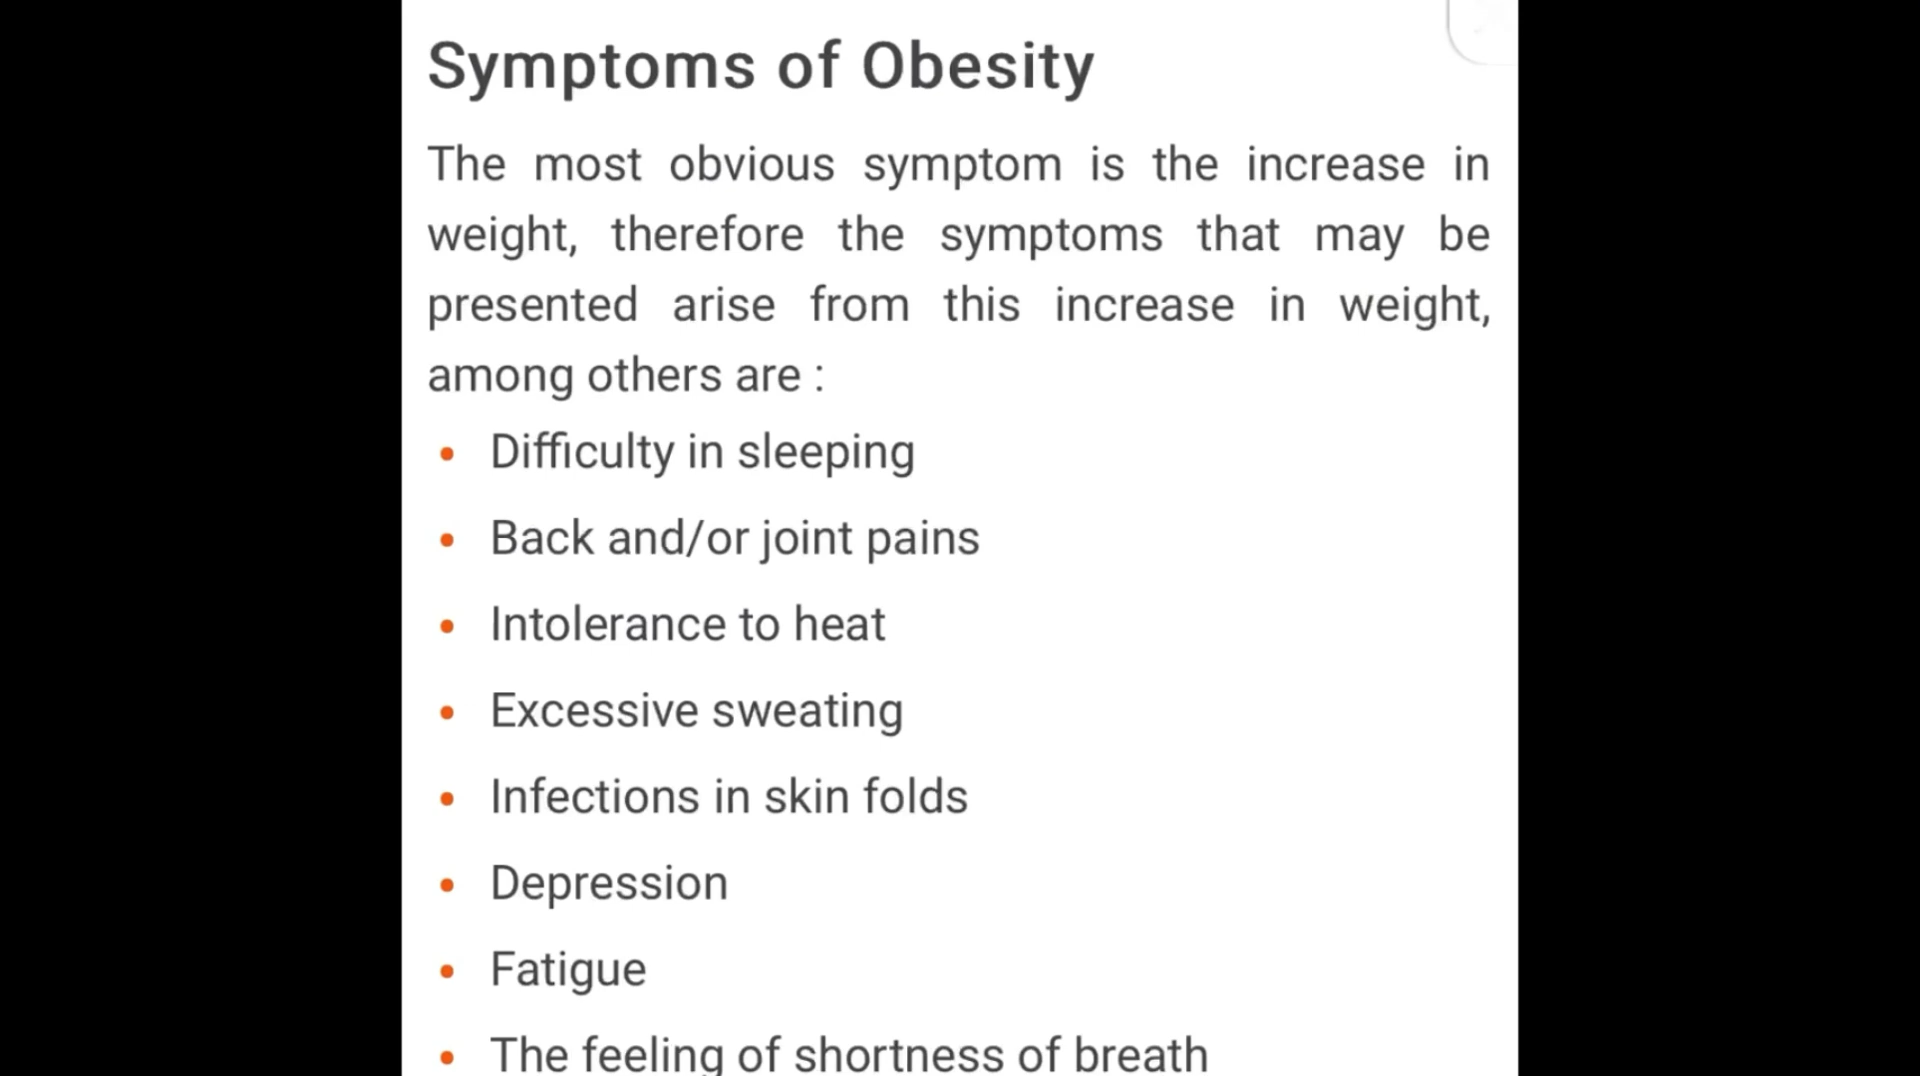 Symptoms of Obesity
The most obvious symptom is the increase in
weight, therefore the symptoms that may be
presented arise from this increase in weight,
among others are :
• Difficulty in sleeping
• Back and/or joint pains
• Intolerance to heat
• Excessive sweating
• Infections in skin folds
• Depression
• Fatigue
• The feeling of shortness of breath